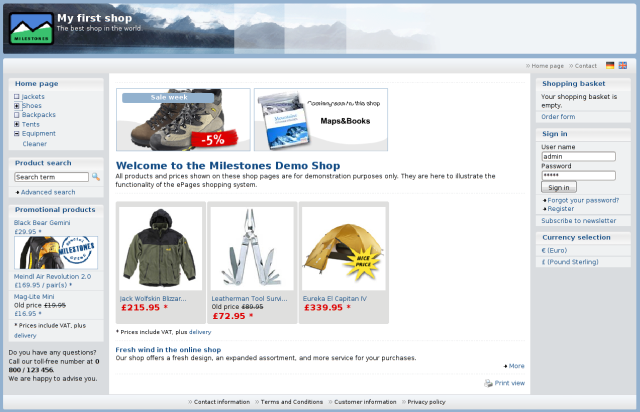 My first shop
The best shop in the world.
MILESTONES
Home page
Contact
Home page
Jackets
Shoes
Backpacks
Tents
Equipment
Cleaner
Product search
Search term
Advanced search
Promotional products
Black Bear Gemini
£29.95 *
SPECIAL
MILESTONES
OFFER
Meindl Air Revolution 2.0
£169.95 / pair(s) *
Mag-Lite Mini
Old price £19.95
£16.95 *
* Prices include VAT, plus
delivery
Do you have any questions?
Call our toll-free number at 0
800 / 123 456.
We are happy to advise you.
Sale week
-5%
Coming soon to this shop
Maps&Books
Welcome to the Milestones Demo Shop
All products and prices shown on these shop pages are for demonstration purposes only. They are here to illustrate the
functionality of the ePages shopping system.
NICE
PRICE
Jack Wolfskin Blizzar...
£215.95 *
Leatherman Tool Survi...
Old price £89.95
£72.95 *
Eureka El Capitan IV
£339.95 *
* Prices include VAT, plus delivery
Fresh wind in the online shop
Our shop offers a fresh design, an expanded assortment, and more service for your purchases.
More
Print view
Shopping basket
Your shopping basket is
empty.
Order form
Sign in
User name
admin
Password
*****
Sign in
Forgot your password?
Register
Subscribe to newsletter
Currency selection
€ (Euro)
£ (Pound Sterling)
Contact information
Terms and Conditions
Customer information
Privacy policy